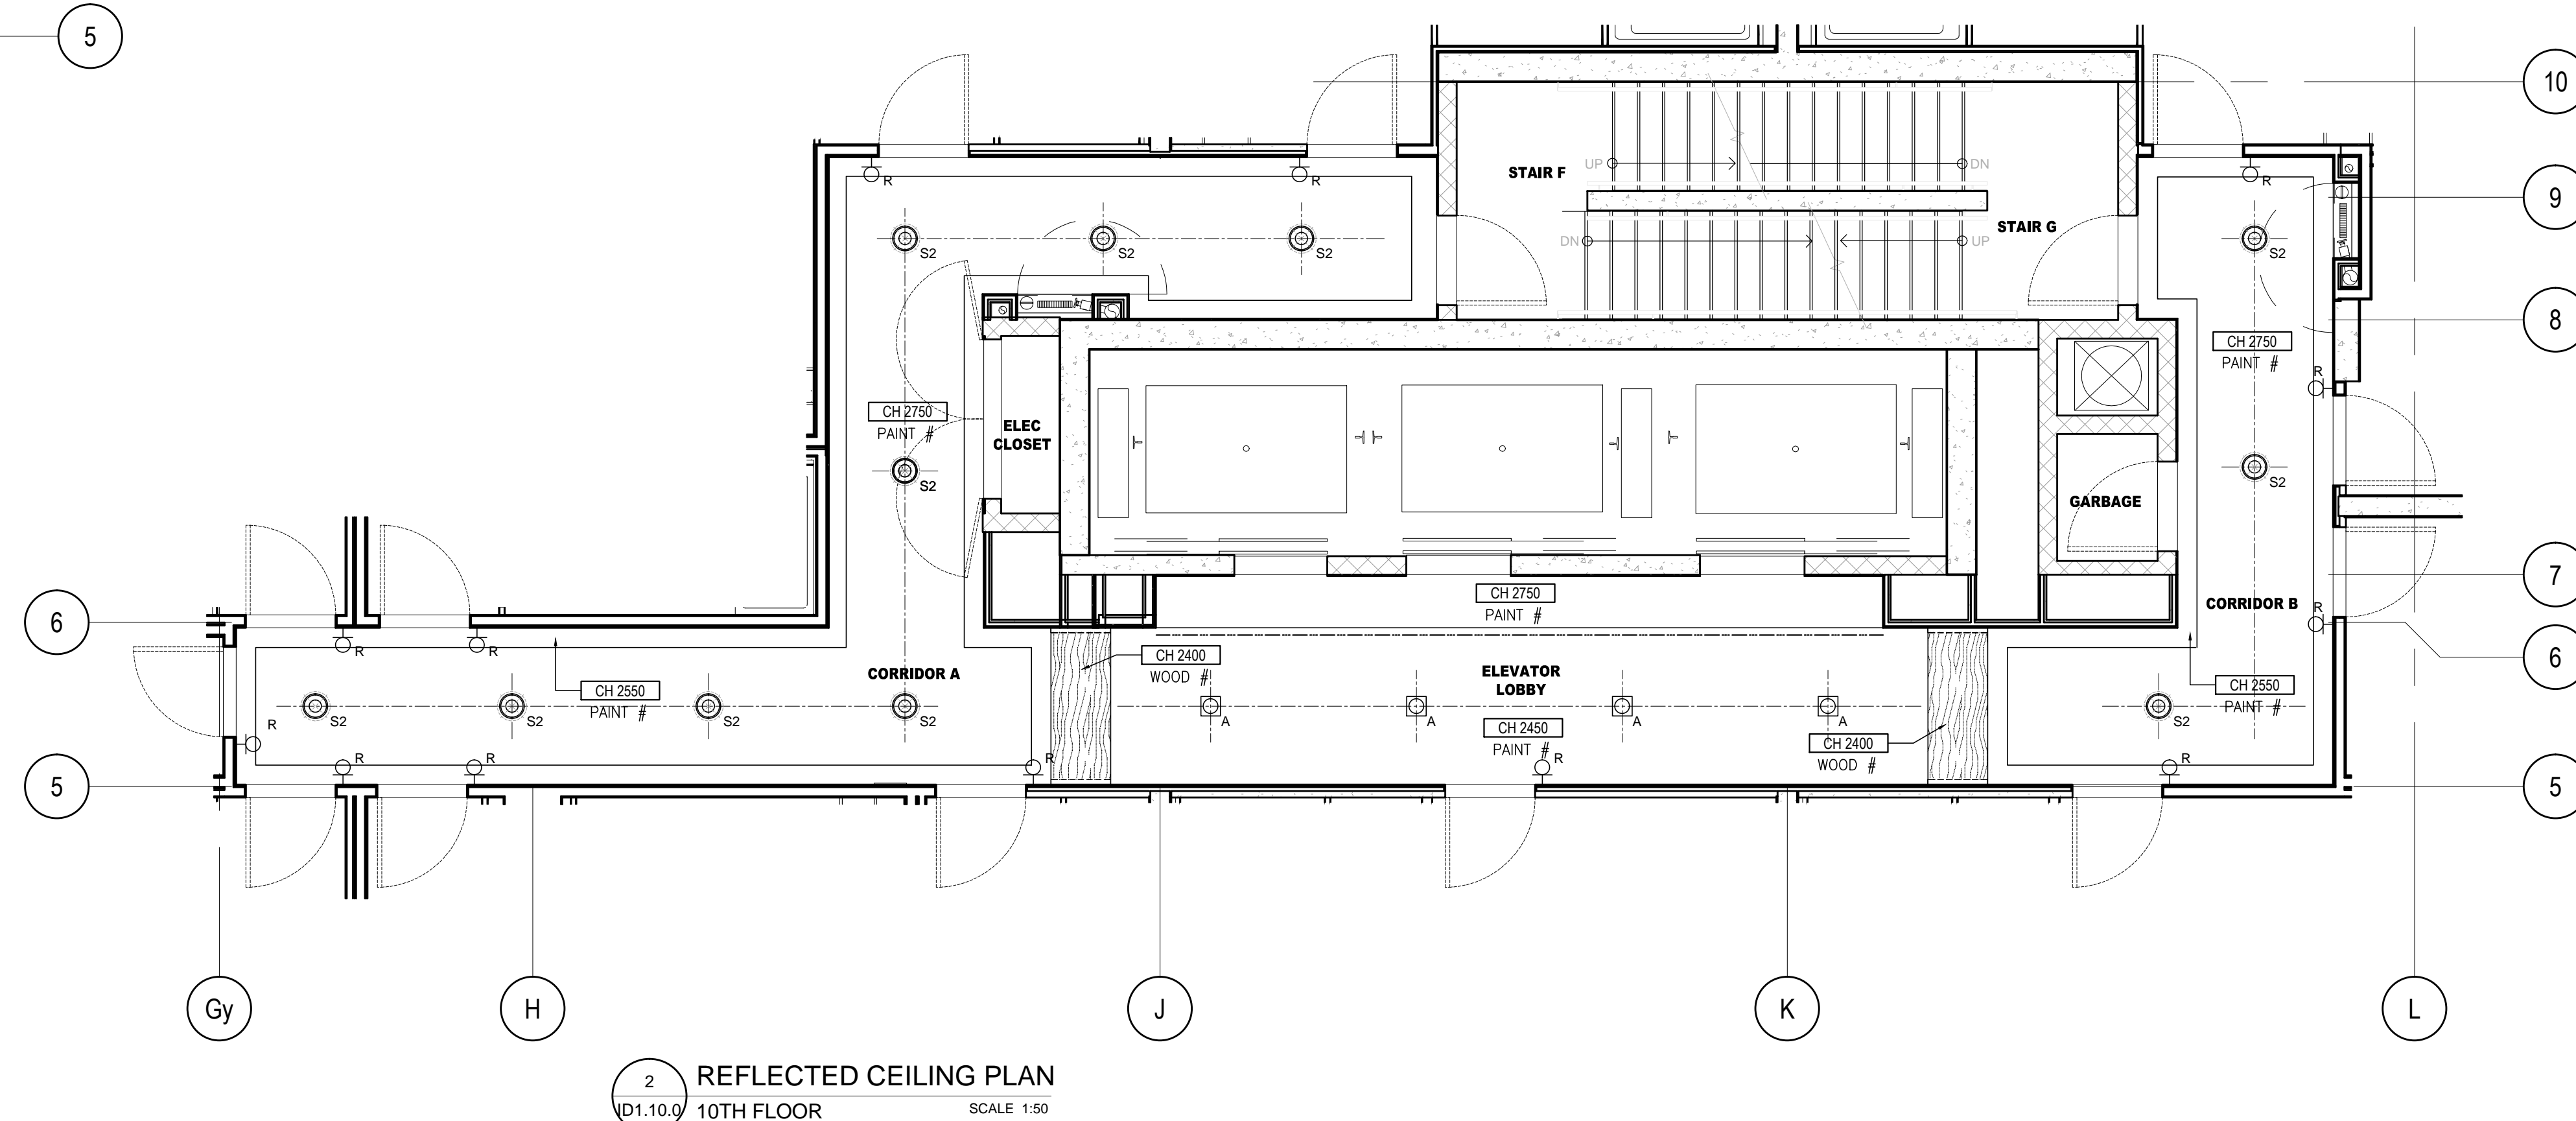 5
10
R
R
R
STAIR F
UP
DN
9
S2
S2
S2
STAIR G
DN
UP
S2
8
CH 2750
PAINT #
R
CH 2750
PAINT #
ELEC
CLOSET
S2
S2
GARBAGE
7
CH 2750
PAINT #
CORRIDOR B
R
6
R
R
CH 2400
WOOD #
ELEVATOR
LOBBY
6
CORRIDOR A
CH 2550
PAINT #
CH 2550
PAINT #
S2
S2
S2
S2
A
A
A
A
S2
R
CH 2450
PAINT #
CH 2400
WOOD #
R
R
R
R
R
5
5
Gy
H
J
K
L
2
ID1.10.0
REFLECTED CEILING PLAN
10TH FLOOR
SCALE 1:50